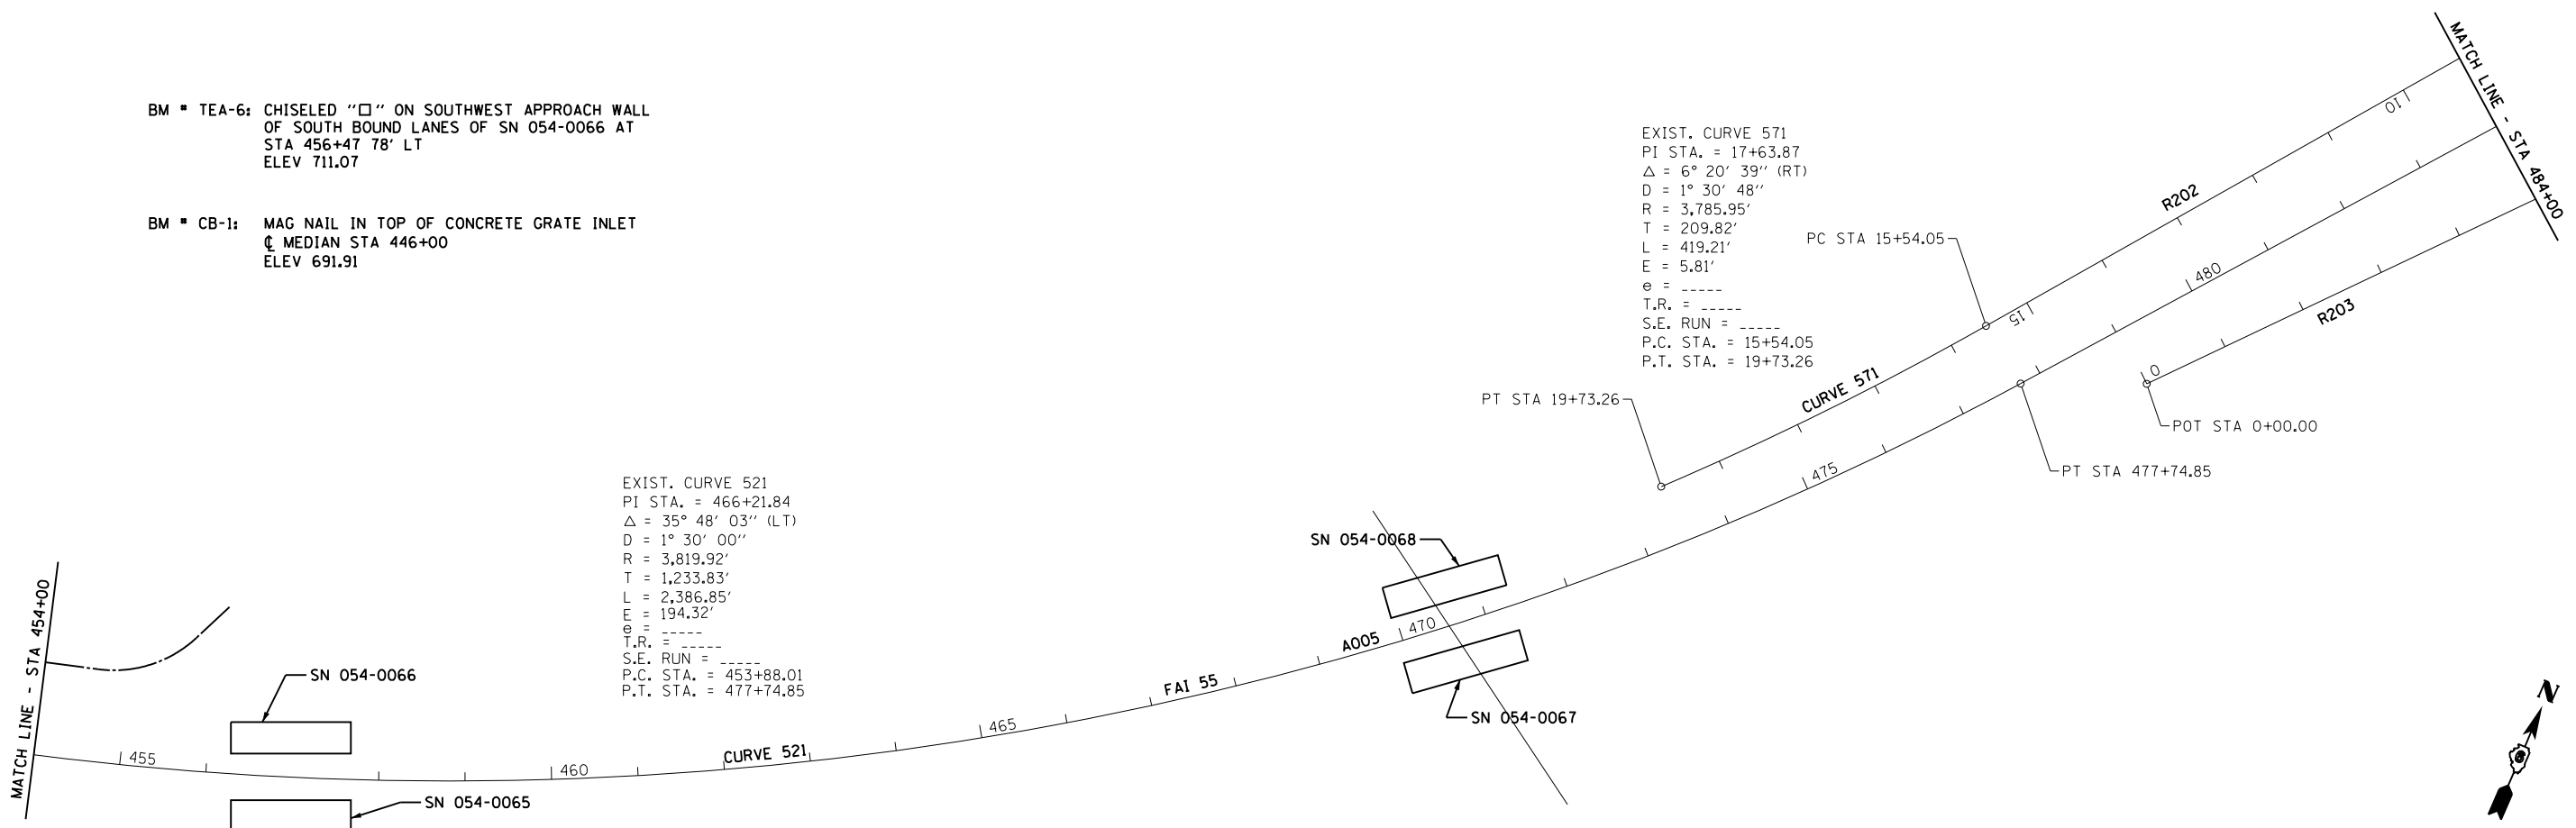 BM * TEA-6: CHISELED "□" ON SOUTHWEST APPROACH WALL
OF SOUTH BOUND LANES OF SN 054-0066 AT
STA 456+47 78' LT
ELEV 711.07
BM * CB-1: MAG NAIL IN TOP OF CONCRETE GRATE INLET
℄ MEDIAN STA 446+00
ELEV 691.91
EXIST. CURVE 571
PI STA. = 17+63.87
△ = 6° 20' 39'' (RT)
D = 1° 30' 48''
R = 3,785.95'
T = 209.82'
L = 419.21'
E = 5.81'
e = _____
T.R. = _____
S.E. RUN = _____
P.C. STA. = 15+54.05
P.T. STA. = 19+73.26
PC STA 15+54.05
PT STA 19+73.26
CURVE 571
R202
10
15
MATCH LINE - STA 484+00
480
R203
0
POT STA 0+00.00
PT STA 477+74.85
475
EXIST. CURVE 521
PI STA. = 466+21.84
△ = 35° 48' 03'' (LT)
D = 1° 30' 00''
R = 3,819.92'
T = 1,233.83'
L = 2,386.85'
E = 194.32'
e = _____
T.R. = _____
S.E. RUN = _____
P.C. STA. = 453+88.01
P.T. STA. = 477+74.85
SN 054-0068
470
A005
SN 054-0067
FAI 55
465
CURVE 521
460
SN 054-0066
455
SN 054-0065
MATCH LINE - STA 454+00
N